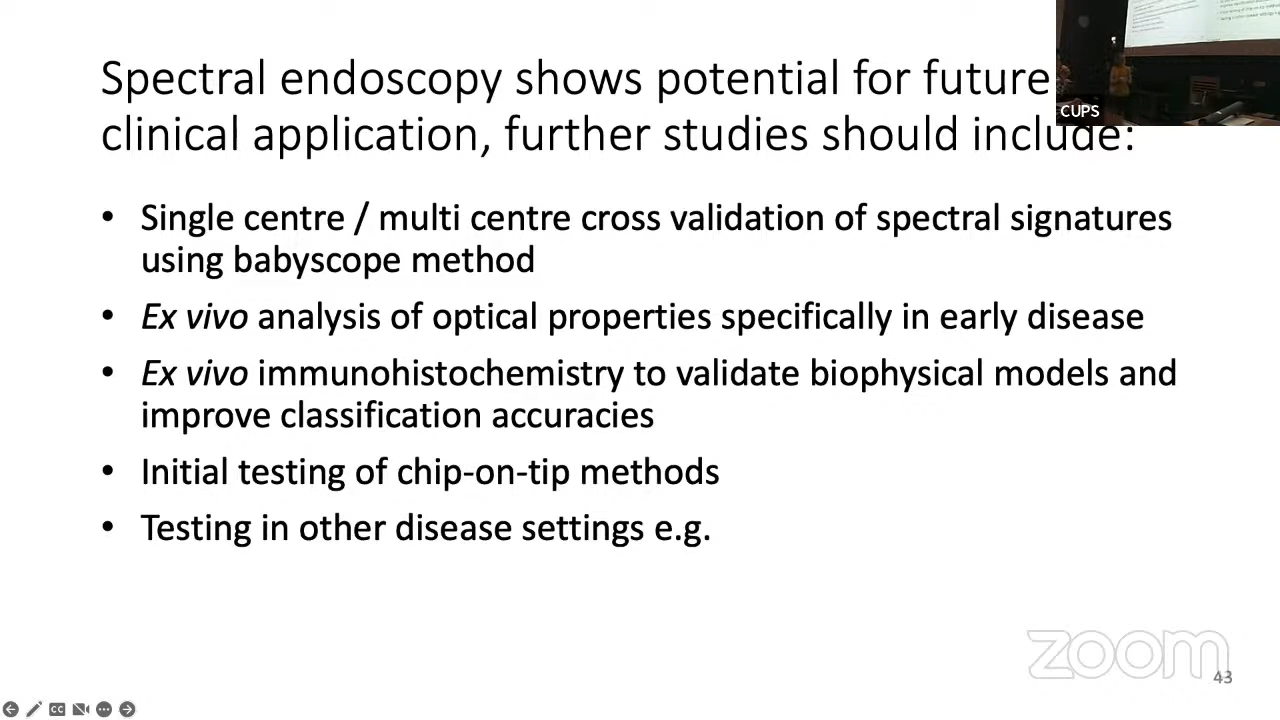 Spectral endoscopy shows potential for future
CUPS
clinical application, further studies should include:
• Single centre / multi centre cross validation of spectral signatures
using babyscope method
• Ex vivo analysis of optical properties specifically in early disease
• Ex vivo immunohistochemistry to validate biophysical models and
improve classification accuracies
• Initial testing of chip-on-tip methods
• Testing in other disease settings e.g.
zoom
43
CC